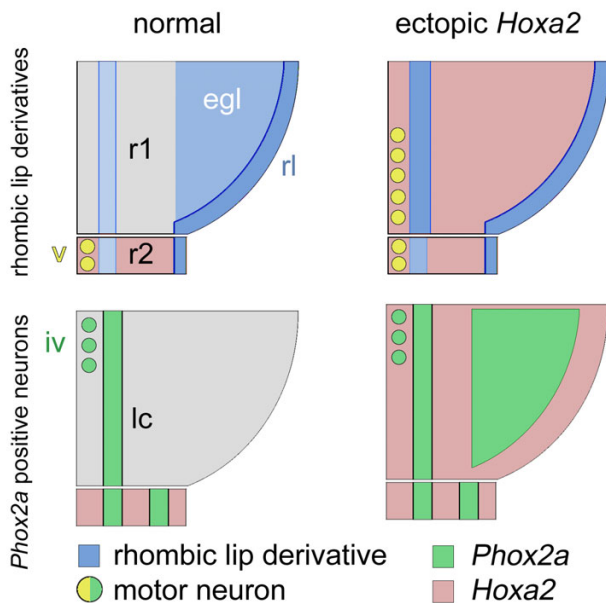 normal
ectopic Hoxa2
rhombic lip derivatives
egl
r1
rl
v
r2
Phox2a positive neurons
iv
lc
rhombic lip derivative
Phox2a
motor neuron
Hoxa2